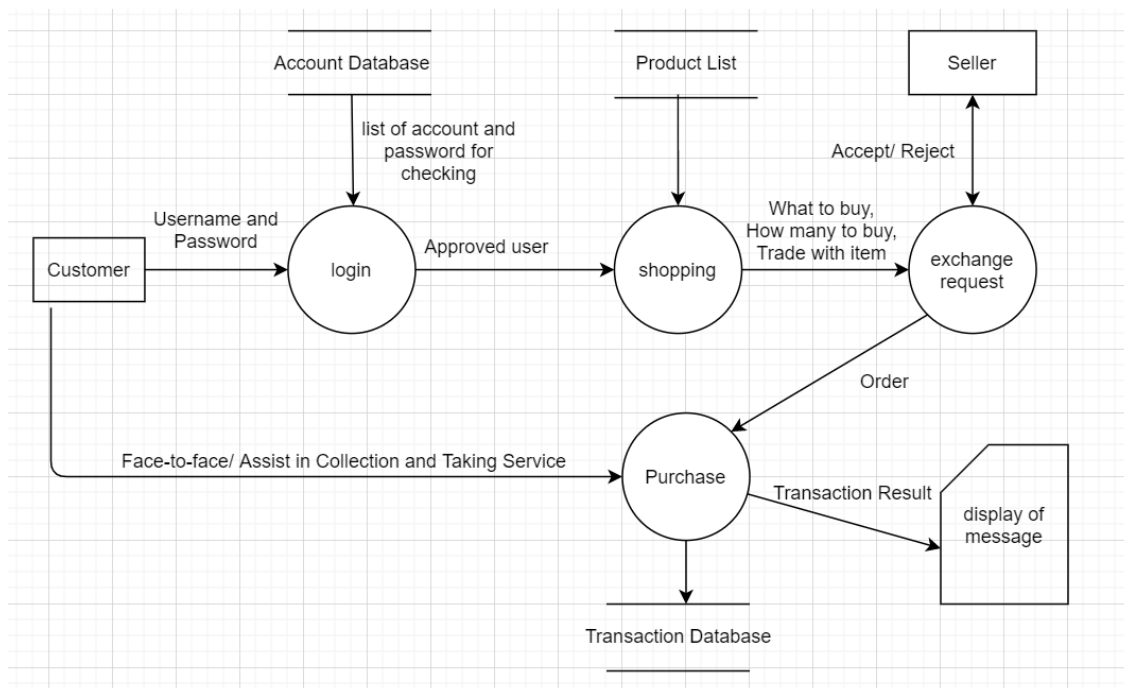 Account Database
Product List
Seller
list of account and
password for
checking
Accept/ Reject
Username and
Password
What to buy,
How many to buy,
Trade with item
Customer
login
Approved user
shopping
exchange
request
Order
Face-to-face/ Assist in Collection and Taking Service
Purchase
Transaction Result
display of
message
Transaction Database